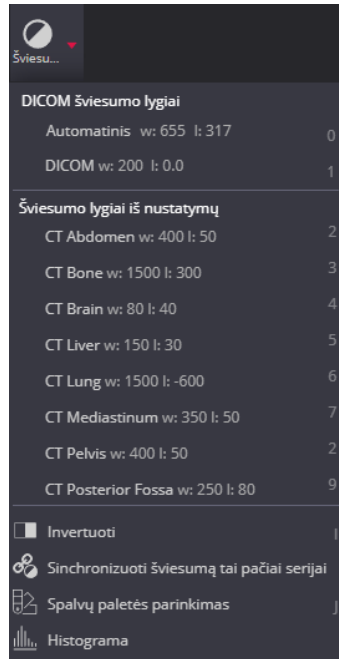 Šviesu...
DICOM šviesumo lygiai
Automatinis w: 655 l: 317 0
DICOM w: 200 l: 0.0 1
Šviesumo lygiai iš nustatymų
CT Abdomen w: 400 l: 50 2
CT Bone w: 1500 l: 300 3
CT Brain w: 80 l: 40 4
CT Liver w: 150 l: 30 5
CT Lung w: 1500 l: -600 6
CT Mediastinum w: 350 l: 50 7
CT Pelvis w: 400 l: 50 2
CT Posterior Fossa w: 250 l: 80 9
Invertuoti I
Sinchronizuoti šviesumą tai pačiai serijai
Spalvų paletės parinkimas J
Histograma